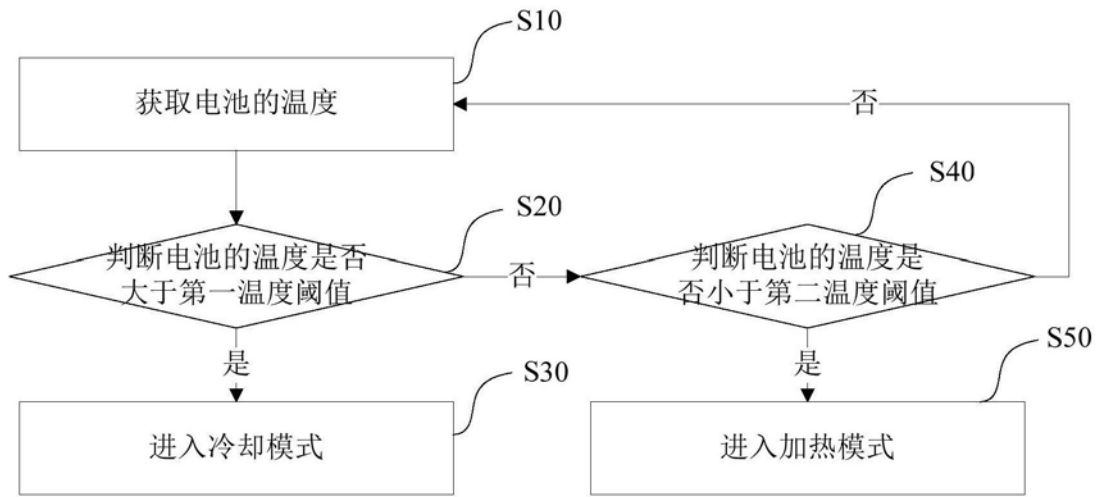 S10
获取电池的温度
否
S20
判断电池的温度是否
大于第一温度阈值
否
S40
判断电池的温度是
否小于第二温度阈值
是
S30
进入冷却模式
是
S50
进入加热模式